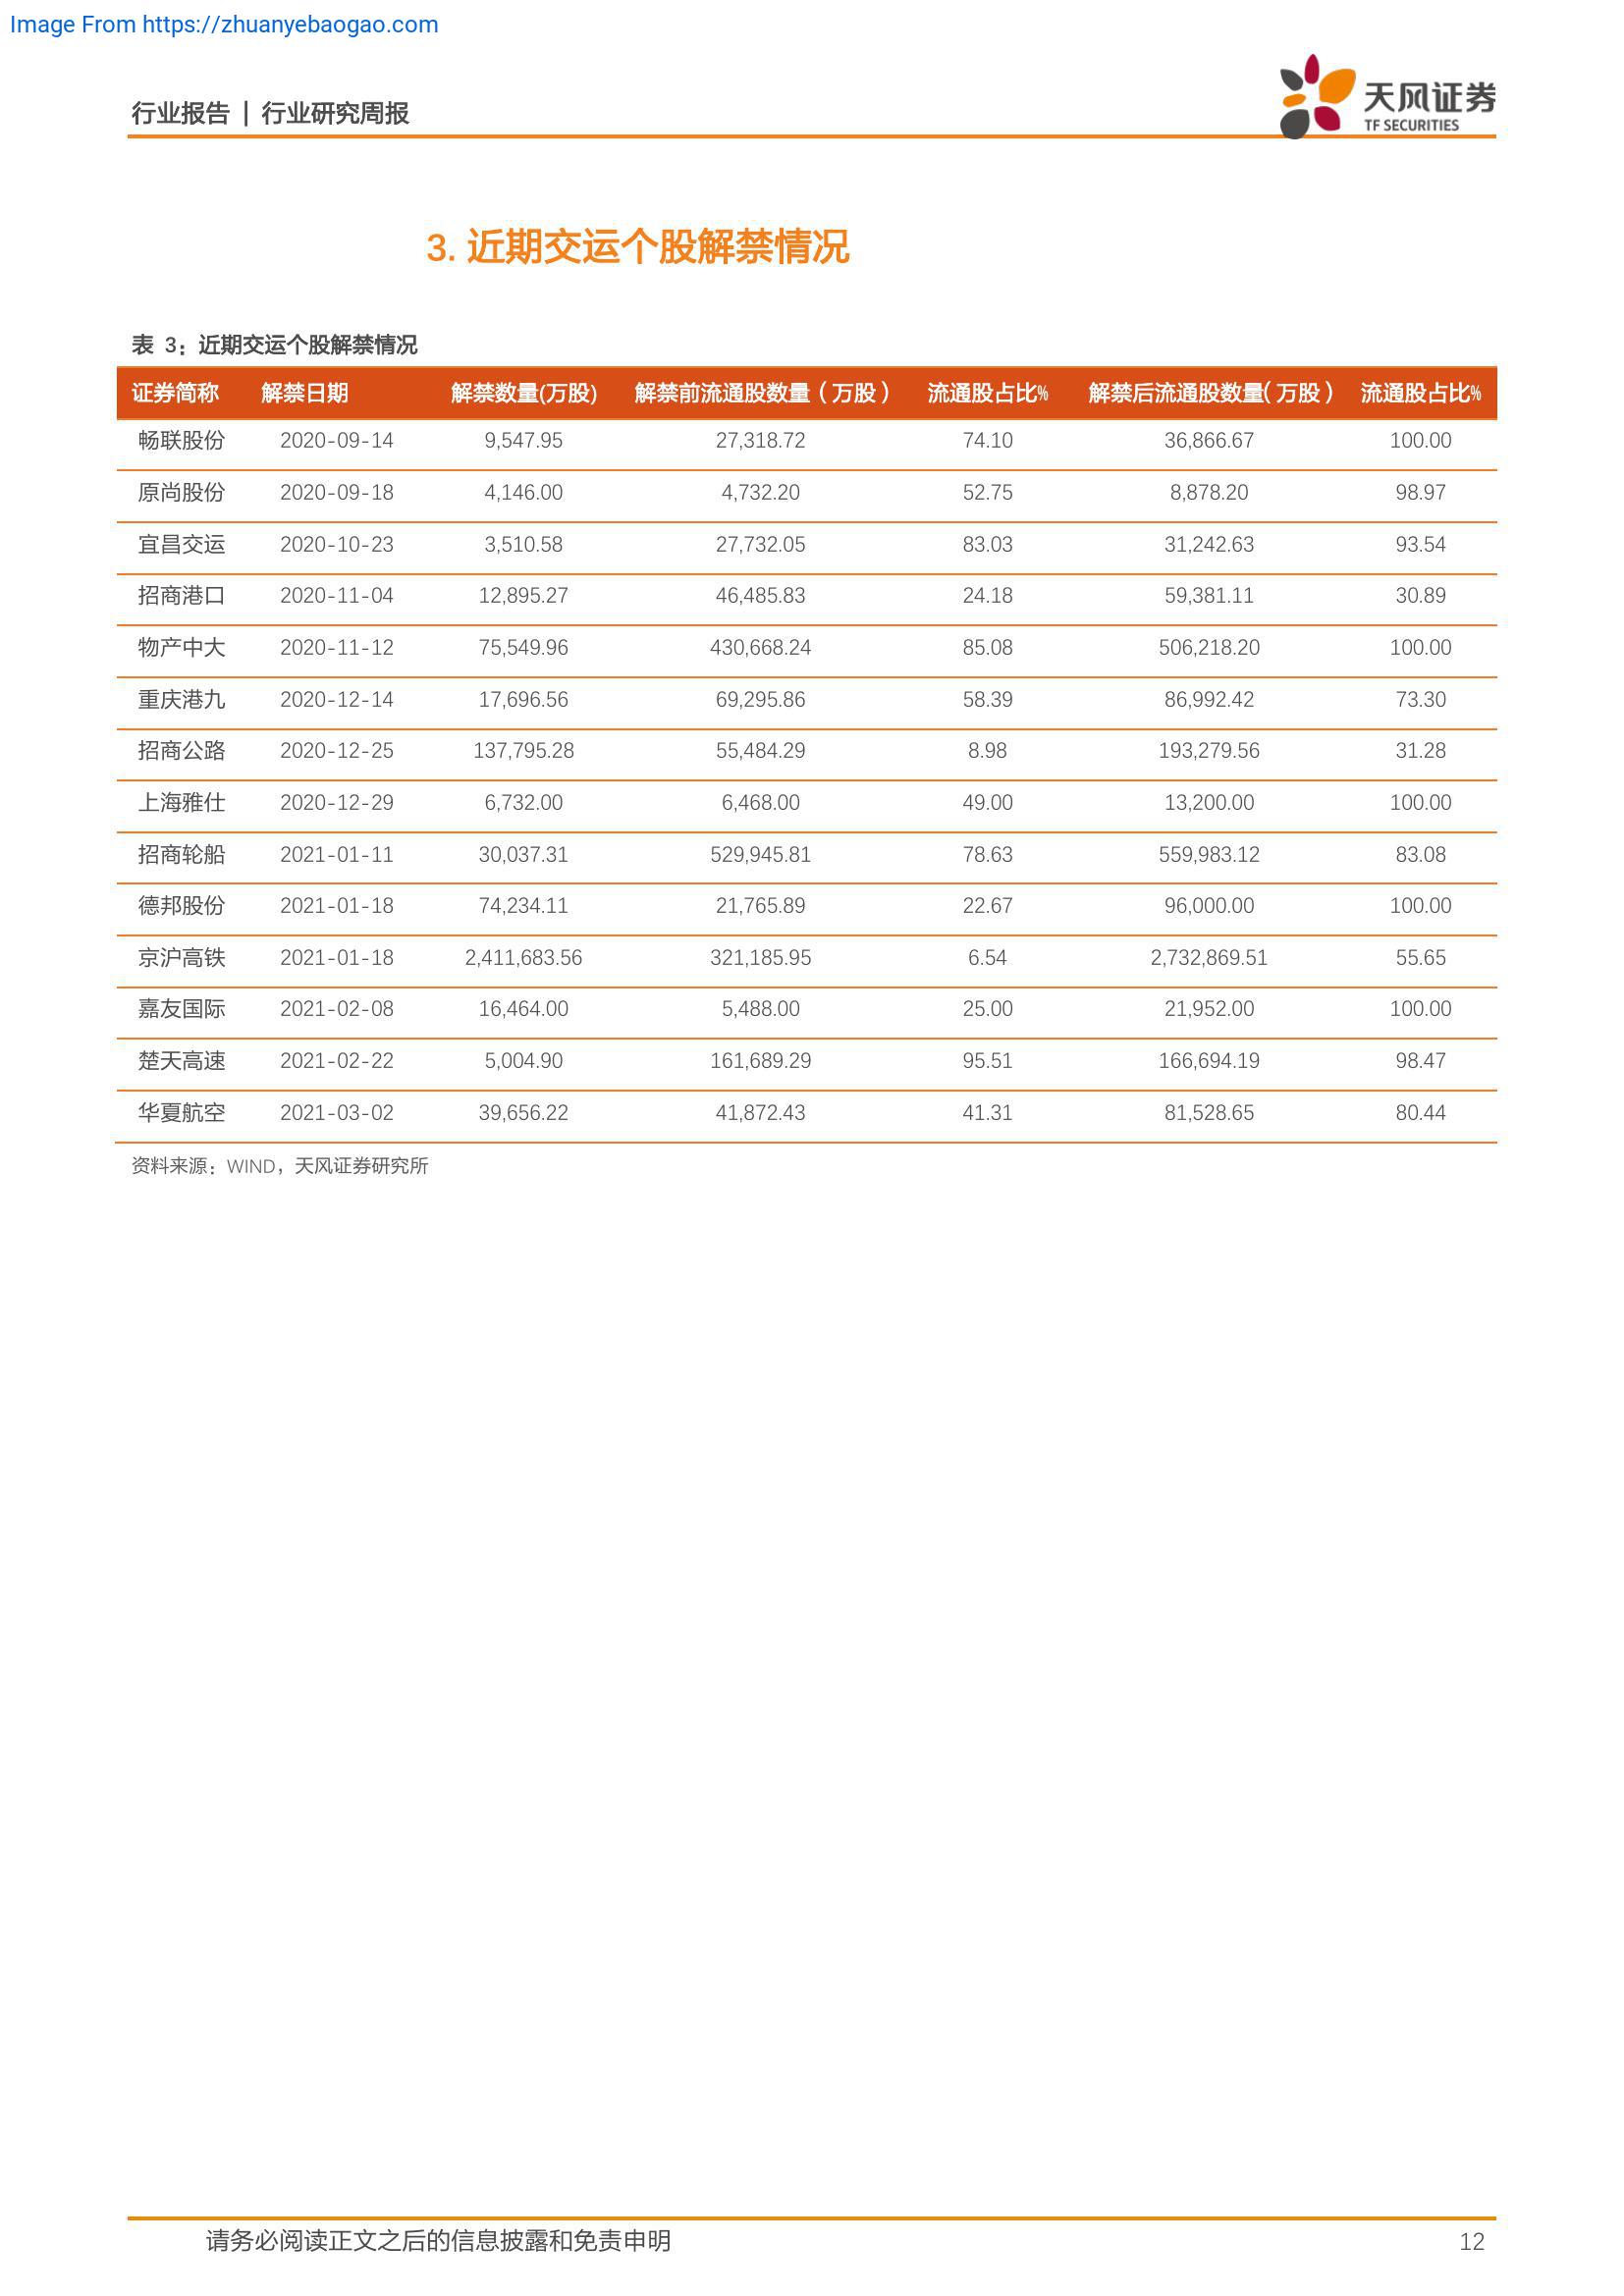 Image From https://zhuanyebaogao.com
行业报告 | 行业研究周报
天风证券
TF SECURITIES
3. 近期交运个股解禁情况
表 3：近期交运个股解禁情况
证券简称 解禁日期 解禁数量(万股) 解禁前流通股数量（万股） 流通股占比% 解禁后流通股数量（万股） 流通股占比%
畅联股份 2020-09-14 9,547.95 27,318.72 74.10 36,866.67 100.00
原尚股份 2020-09-18 4,146.00 4,732.20 52.75 8,878.20 98.97
宜昌交运 2020-10-23 3,510.58 27,732.05 83.03 31,242.63 93.54
招商港口 2020-11-04 12,895.27 46,485.83 24.18 59,381.11 30.89
物产中大 2020-11-12 75,549.96 430,668.24 85.08 506,218.20 100.00
重庆港九 2020-12-14 17,696.56 69,295.86 58.39 86,992.42 73.30
招商公路 2020-12-25 137,795.28 55,484.29 8.98 193,279.56 31.28
上海雅仕 2020-12-29 6,732.00 6,468.00 49.00 13,200.00 100.00
招商轮船 2021-01-11 30,037.31 529,945.81 78.63 559,983.12 83.08
德邦股份 2021-01-18 74,234.11 21,765.89 22.67 96,000.00 100.00
京沪高铁 2021-01-18 2,411,683.56 321,185.95 6.54 2,732,869.51 55.65
嘉友国际 2021-02-08 16,464.00 5,488.00 25.00 21,952.00 100.00
楚天高速 2021-02-22 5,004.90 161,689.29 95.51 166,694.19 98.47
华夏航空 2021-03-02 39,656.22 41,872.43 41.31 81,528.65 80.44
资料来源：WIND，天风证券研究所
请务必阅读正文之后的信息披露和免责申明 12